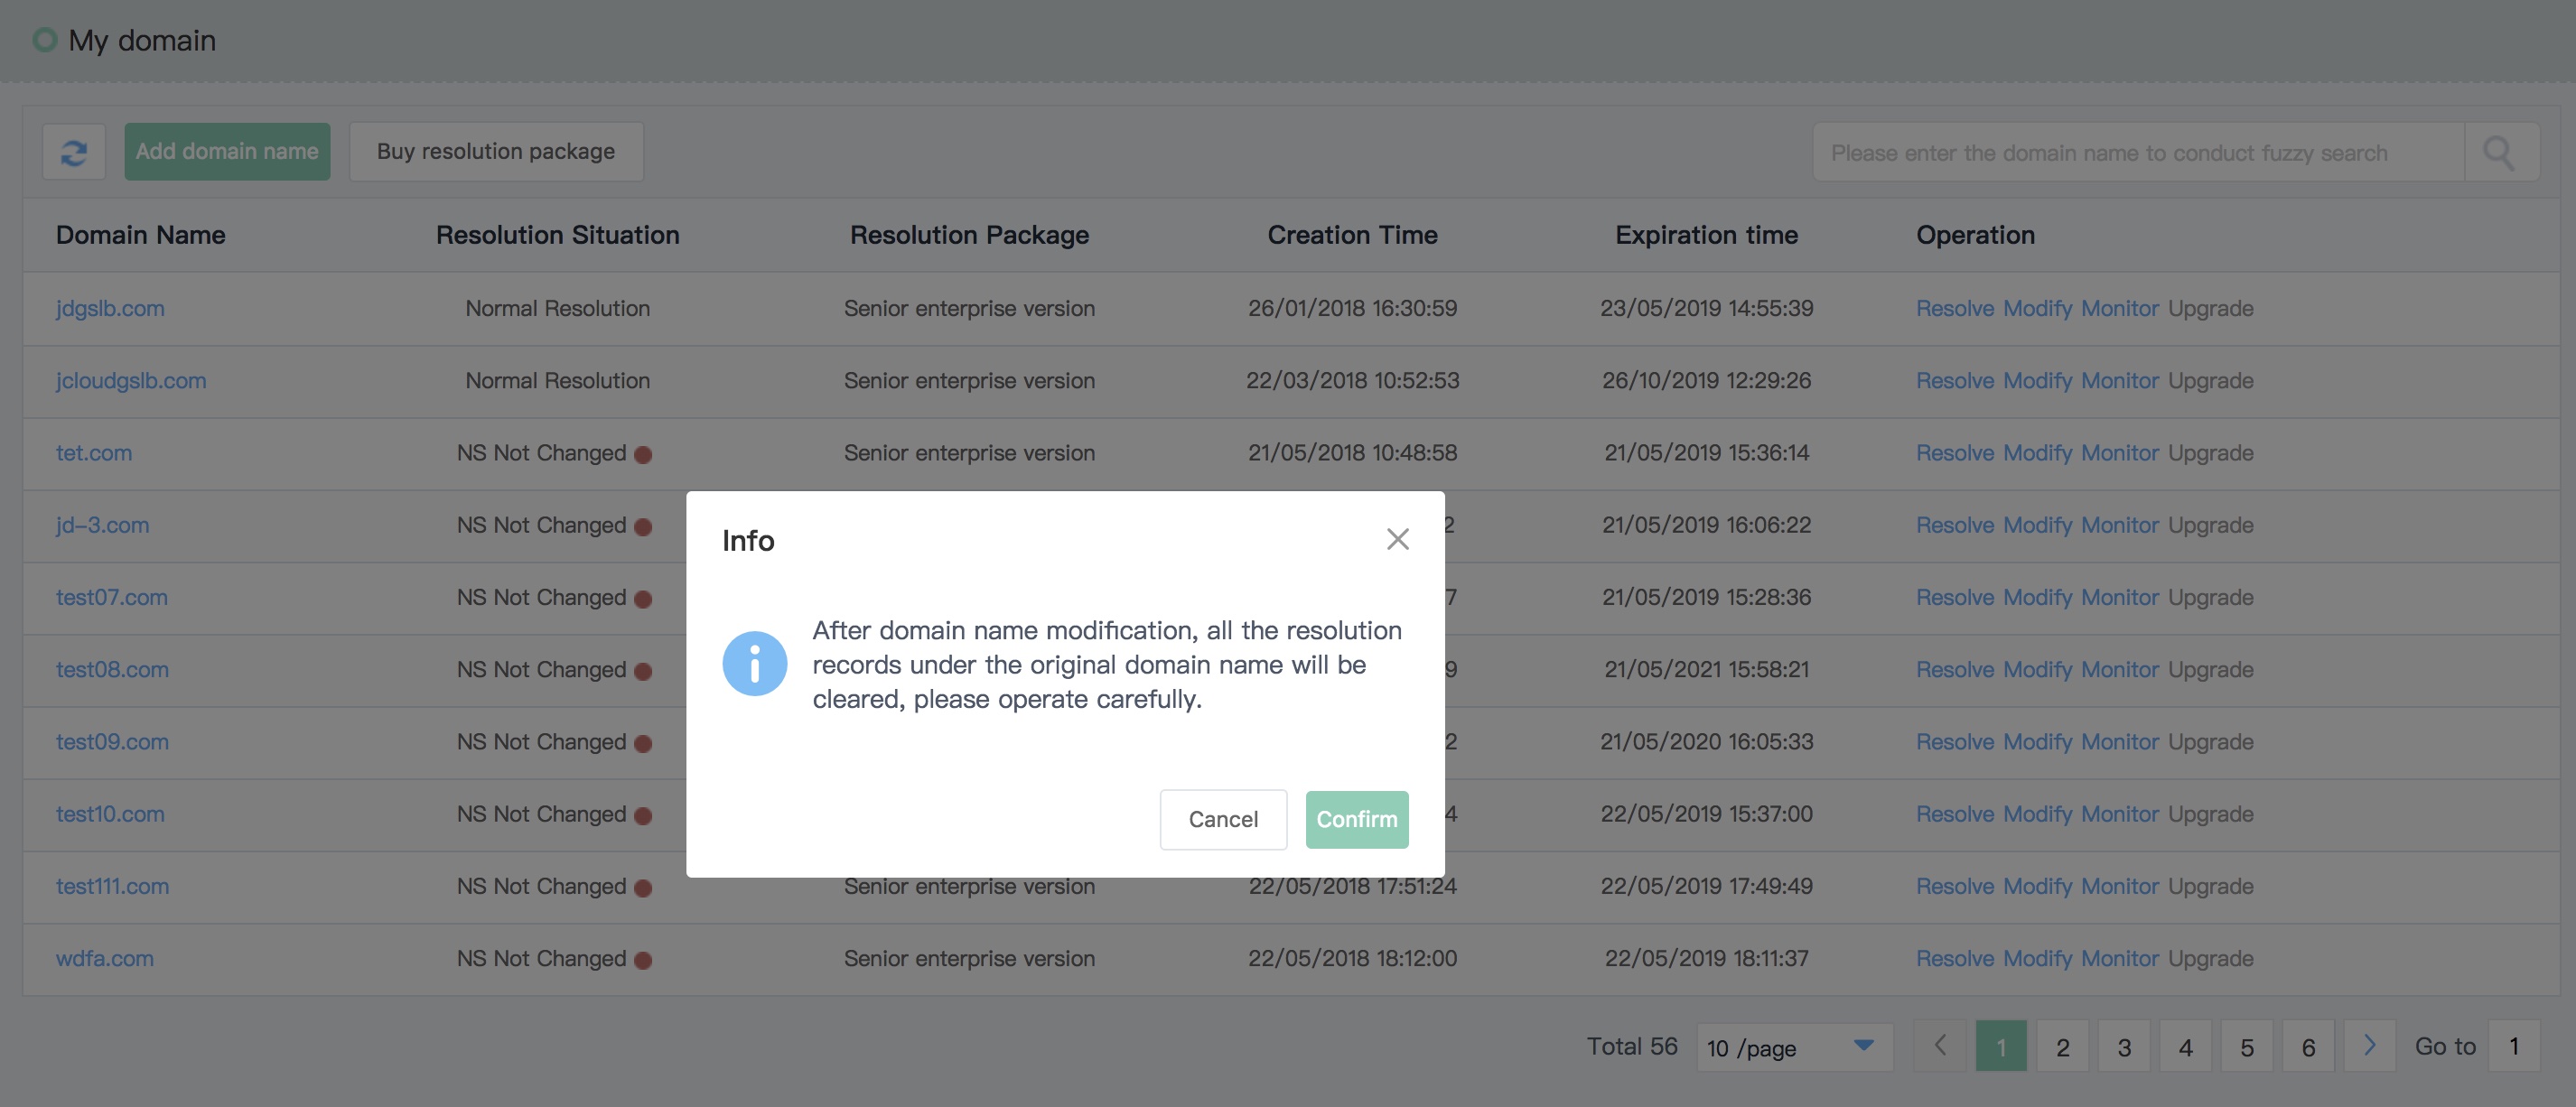 My domain
Add domain name Buy resolution package Please enter the domain name to conduct fuzzy search
Domain Name Resolution Situation Resolution Package Creation Time Expiration time Operation
jdgslb.com Normal Resolution Senior enterprise version 26/01/2018 16:30:59 23/05/2019 14:55:39 Resolve Modify Monitor Upgrade
jcloudgslb.com Normal Resolution Senior enterprise version 22/03/2018 10:52:53 26/10/2019 12:29:26 Resolve Modify Monitor Upgrade
tet.com NS Not Changed Senior enterprise version 21/05/2018 10:48:58 21/05/2019 15:36:14 Resolve Modify Monitor Upgrade
jd-3.com NS Not Changed 2 21/05/2019 16:06:22 Resolve Modify Monitor Upgrade
test07.com NS Not Changed 7 21/05/2019 15:28:36 Resolve Modify Monitor Upgrade
test08.com NS Not Changed 9 21/05/2021 15:58:21 Resolve Modify Monitor Upgrade
test09.com NS Not Changed 2 21/05/2020 16:05:33 Resolve Modify Monitor Upgrade
test10.com NS Not Changed 4 22/05/2019 15:37:00 Resolve Modify Monitor Upgrade
test111.com NS Not Changed Senior enterprise version 22/05/2018 17:51:24 22/05/2019 17:49:49 Resolve Modify Monitor Upgrade
wdfa.com NS Not Changed Senior enterprise version 22/05/2018 18:12:00 22/05/2019 18:11:37 Resolve Modify Monitor Upgrade
Info
After domain name modification, all the resolution
records under the original domain name will be
cleared, please operate carefully.
Cancel Confirm
Total 56 10 /page 1 2 3 4 5 6 Go to 1